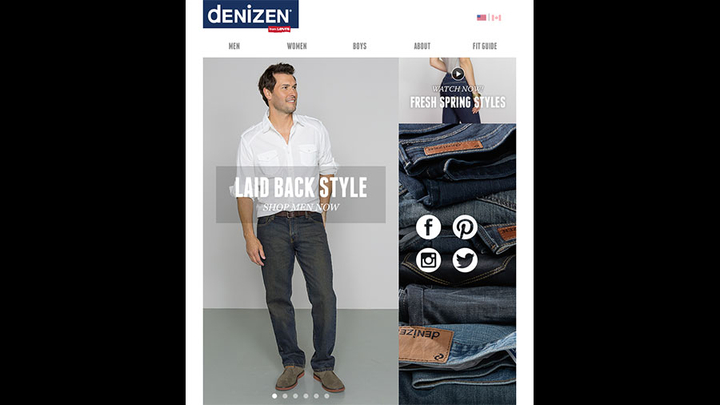 DENiZEN®
FROM LEVI'S
MEN
WOMEN
BOYS
ABOUT
FIT GUIDE
WATCH NOW!
FRESH SPRING STYLES
LAID BACK STYLE
SHOP MEN NOW
DENiZEN